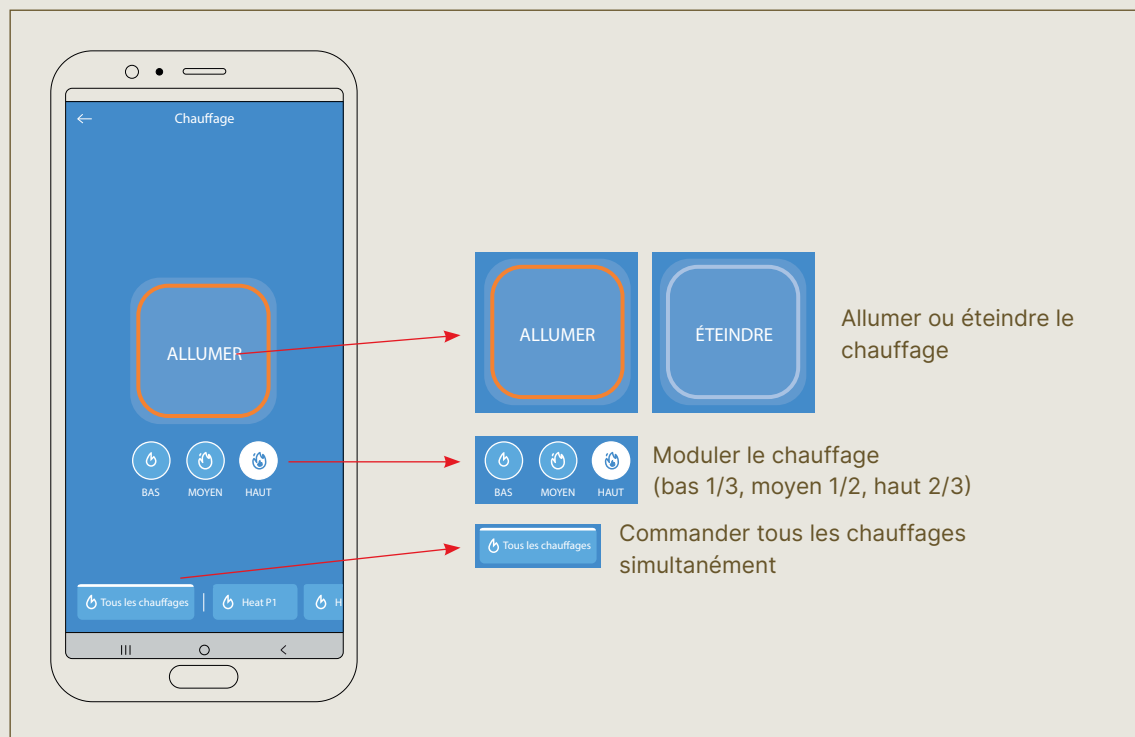 Chauffage
ALLUMER
BAS MOYEN HAUT
Tous les chauffages Heat P1 H
ALLUMER ÉTEINDRE
Allumer ou éteindre le
chauffage
BAS MOYEN HAUT
Moduler le chauffage
(bas 1/3, moyen 1/2, haut 2/3)
Tous les chauffages
Commander tous les chauffages
simultanément